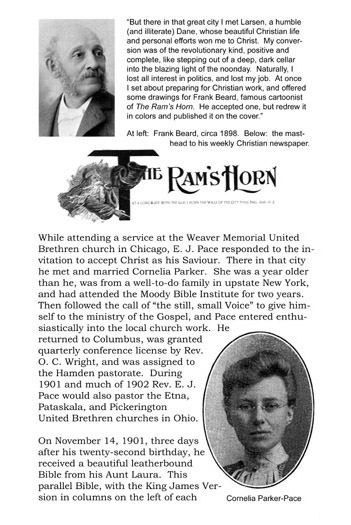 "But there in that great city I met Larsen, a humble
(and illiterate) Dane, whose beautiful Christian life
and personal efforts won me to Christ. My conver-
sion was of the revolutionary kind, positive and
complete, like stepping out of a deep, dark cellar
into the blazing light of the noonday. Naturally, I
lost all interest in politics, and lost my job. At once
I set about preparing for Christian work, and offered
some drawings for Frank Beard, famous cartoonist
of The Ram's Horn. He accepted one, but redrew it
in colors and published it on the cover."
At left: Frank Beard, circa 1898. Below: the mast-
head to his weekly Christian newspaper.
THE RAM'S HORN
While attending a service at the Weaver Memorial United
Brethren church in Chicago, E. J. Pace responded to the in-
vitation to accept Christ as his Saviour. There in that city
he met and married Cornelia Parker. She was a year older
than he, was from a well-to-do family in upstate New York,
and had attended the Moody Bible Institute for two years.
Then followed the call of "the still, small Voice" to give him-
self to the ministry of the Gospel, and Pace entered enthu-
siastically into the local church work. He
returned to Columbus, was granted
quarterly conference license by Rev.
O. C. Wright, and was assigned to
the Hamden pastorate. During
1901 and much of 1902 Rev. E. J.
Pace would also pastor the Etna,
Pataskala, and Pickerington
United Brethren churches in Ohio.
On November 14, 1901, three days
after his twenty-second birthday, he
received a beautiful leatherbound
Bible from his Aunt Laura. This
parallel Bible, with the King James Ver-
sion in columns on the left of each
Cornelia Parker-Pace